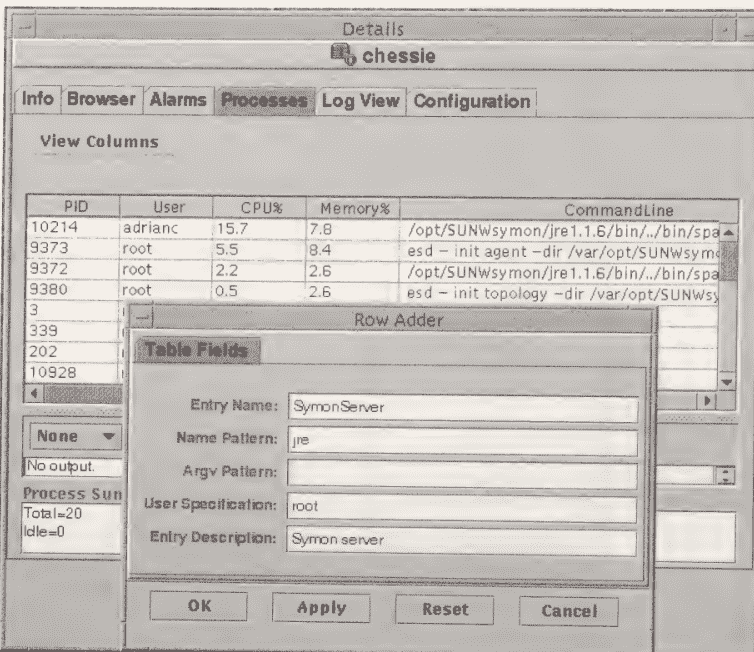 Details
chessie
Info Browser Alarms Processes Log View Configuration
View Columns
PID User CPU% Memory% CommandLine
10214 adrianc 15.7 7.8 /opt/SUNWsymon/jre1.1.6/bin/../bin/spa
9373 root 5.5 8.4 esd – init agent –dir /var/opt/SUNWsymo
9372 root 2.2 2.6 /opt/SUNWsymon/jre1.1.6/bin/../bin/spa
9380 root 0.5 2.6 esd – init topology –dir /var/opt/SUNWsy
3
339
202
10928
Row Adder
Table Fields
Entry Name: SymonServer
Name Pattern: jre
Argv Pattern:
User Specification: root
Entry Description: Symon server
OK Apply Reset Cancel
None
No output.
Process Sun
Total=20
Idle=0